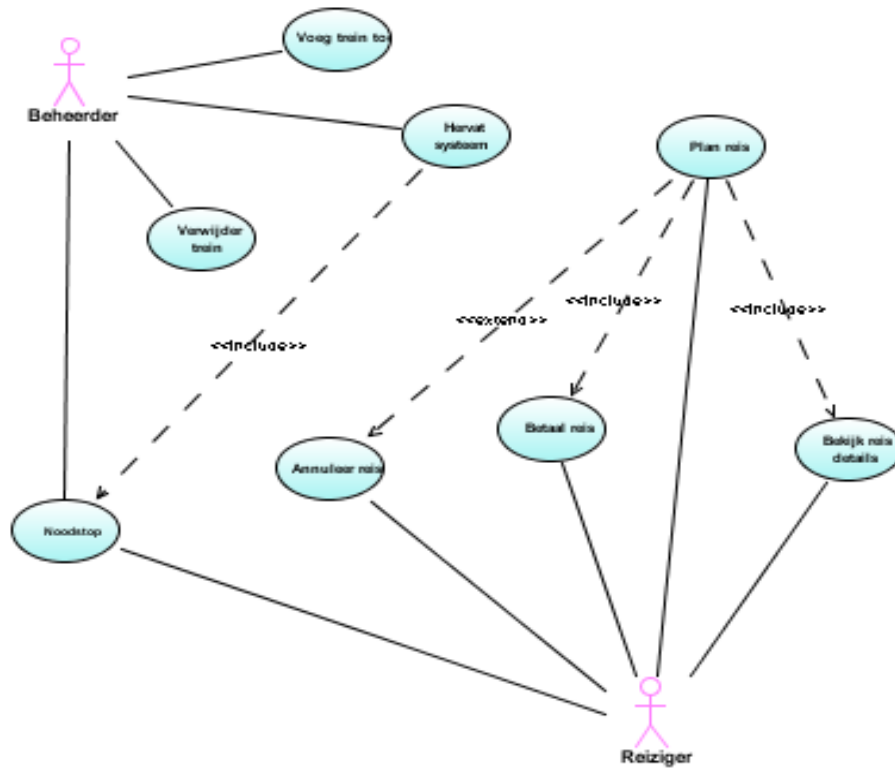 Voeg trein toe
Beheerder
Hervat
systeem
Plan reis
Verwijder
trein
<<include>>
<<extend>>
<<include>>
<<include>>
Betaal reis
Annuleer reis
Bekijk reis
details
Noodstop
Reiziger